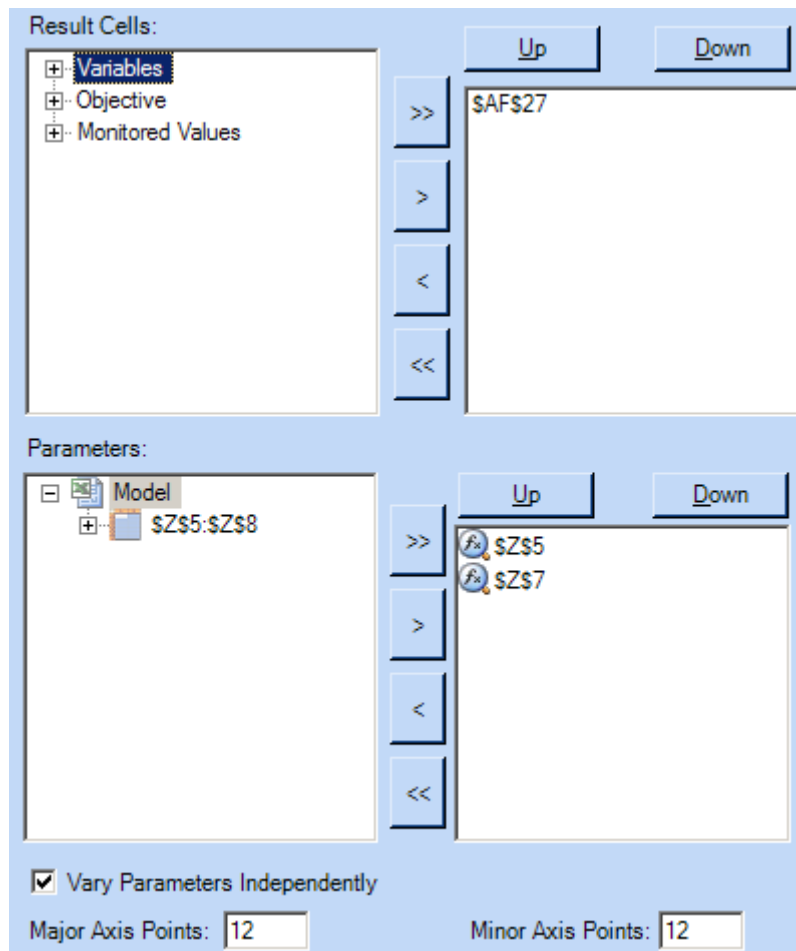 Result Cells:
Up Down
Variables
Objective
Monitored Values
>>
>
<
<<
$AF$27
Parameters:
Up Down
Model
$Z$5:$Z$8
>>
>
<
<<
$Z$5
$Z$7
Vary Parameters Independently
Major Axis Points: 12 Minor Axis Points: 12